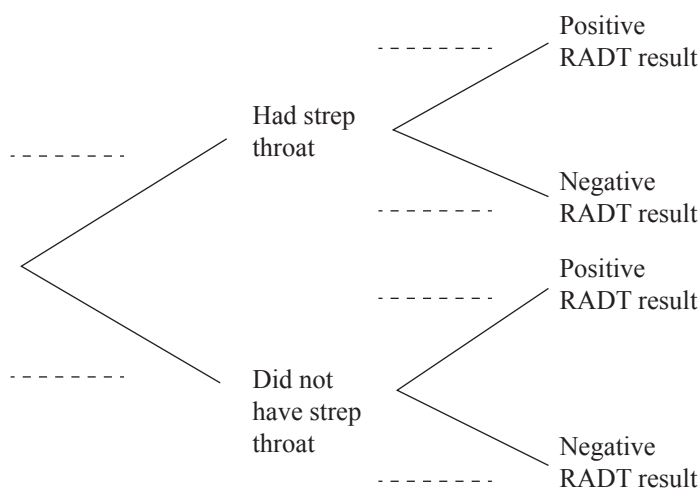 Positive
RADT result
Had strep
throat
Negative
RADT result
Positive
RADT result
Did not
have strep
throat
Negative
RADT result